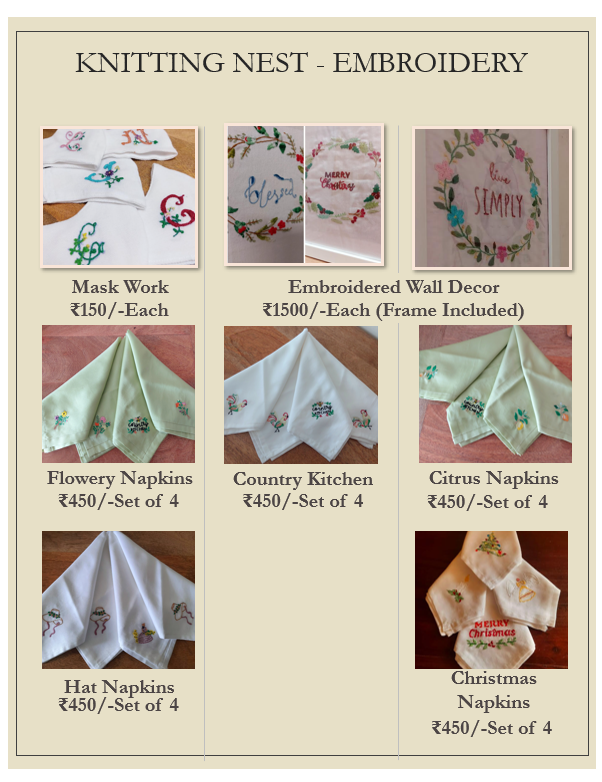 KNITTING NEST - EMBROIDERY
blessed
MERRY
Christmas
live
SIMPLY
Mask Work
₹150/-Each
Embroidered Wall Decor
₹1500/-Each (Frame Included)
Flowery Napkins
₹450/-Set of 4
Country Kitchen
₹450/-Set of 4
Citrus Napkins
₹450/-Set of 4
MERRY
Christmas
Hat Napkins
₹450/-Set of 4
Christmas
Napkins
₹450/-Set of 4